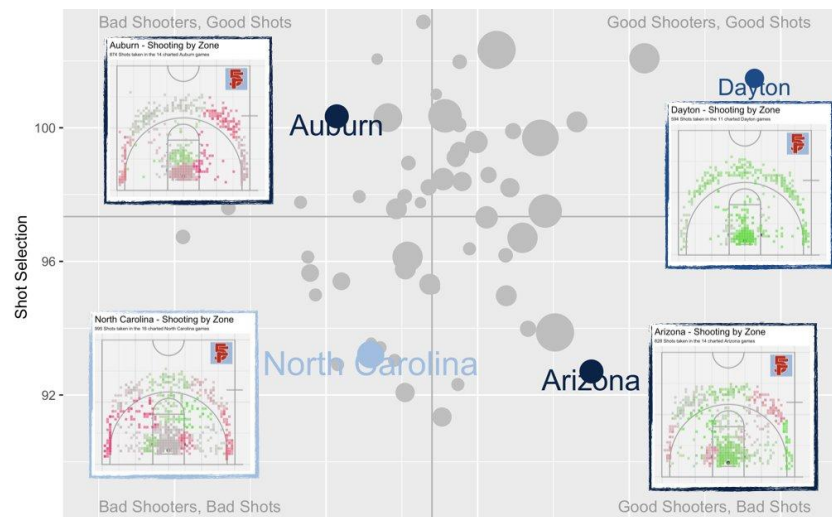 Bad Shooters, Good Shots
Good Shooters, Good Shots
Auburn - Shooting by Zone
874 Shots taken in the 14 charted Auburn games
Dayton
Auburn
Dayton - Shooting by Zone
594 Shots taken in the 11 charted Dayton games
100
Shot Selection
96
North Carolina - Shooting by Zone
999 Shots taken in the 16 charted North Carolina games
North Carolina
Arizona - Shooting by Zone
828 Shots taken in the 14 charted Arizona games
Arizona
92
Bad Shooters, Bad Shots
Good Shooters, Bad Shots